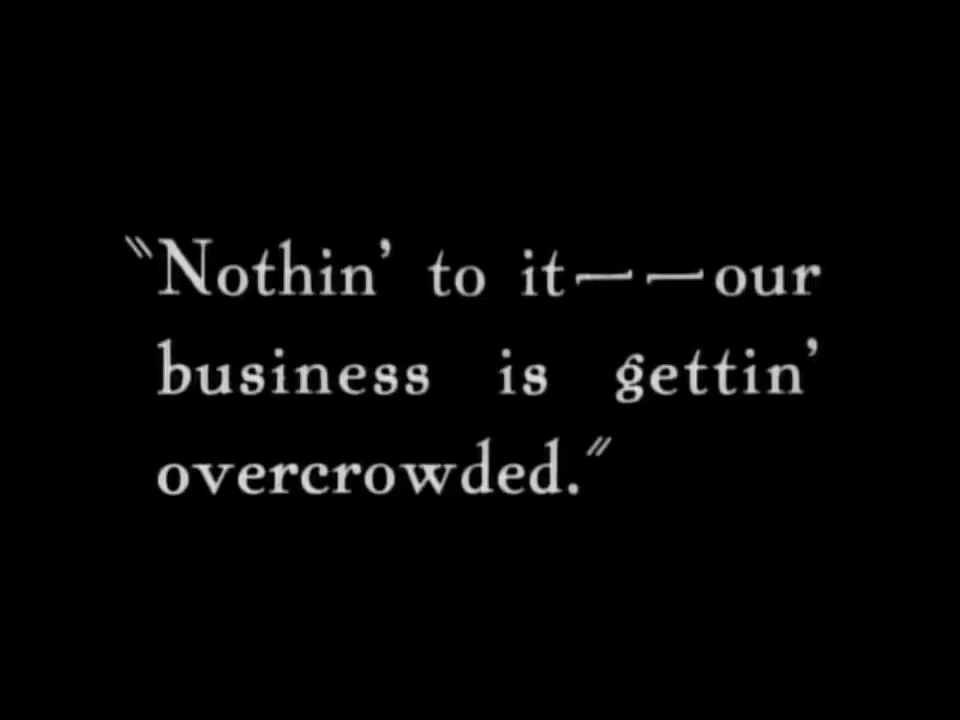 "Nothin' to it——our
business is gettin'
overcrowded."